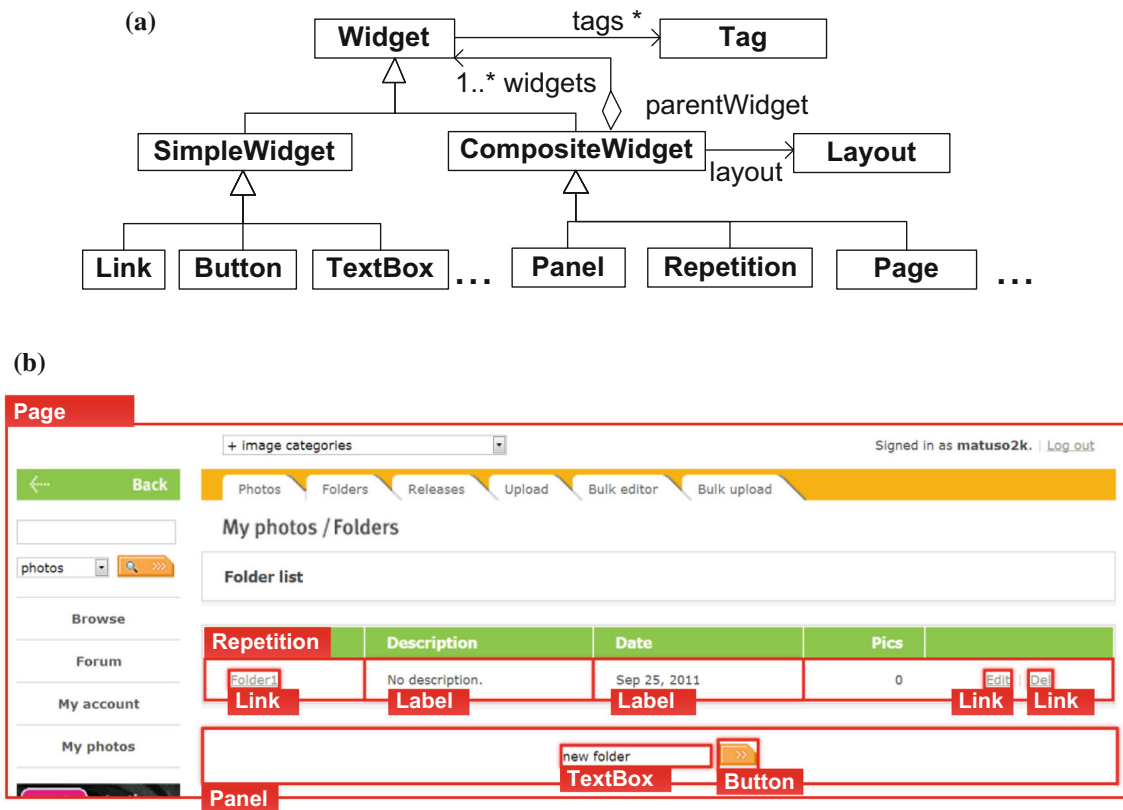 (a)
Widget
tags *
Tag
1..* widgets
parentWidget
SimpleWidget
CompositeWidget
layout
Layout
Link
Button
TextBox
...
Panel
Repetition
Page
...
(b)
Page
+ image categories
Signed in as matuso2k. | Log out
Back
Photos
Folders
Releases
Upload
Bulk editor
Bulk upload
My photos / Folders
photos
Folder list
Browse
Forum
My account
My photos
Repetition
Description
Date
Pics
Folder1
No description.
Sep 25, 2011
0
Edit | Del
Link
Label
Label
Link
Link
new folder
TextBox
Button
Panel